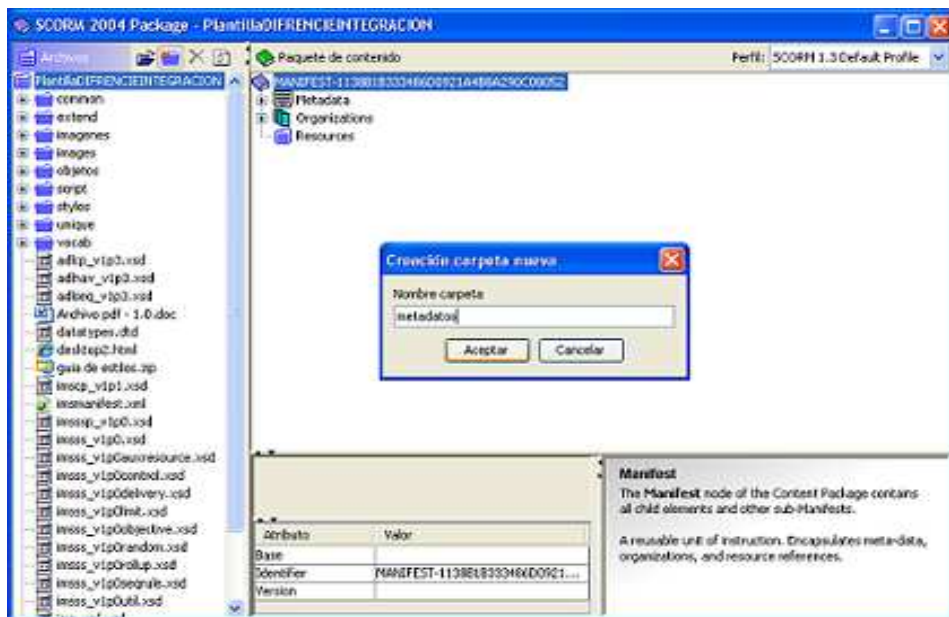 SCORM 2004 Package - PlantillaDIFRENCIEINTEGRACION
Archivos
Paquete de contenido
Perfil: SCORM 1.3 Default Profile
PlantillaDIFRENCIEINTEGRACION
common
extend
imagenes
images
objetos
script
styles
unique
vocab
adlcp_v1p3.xsd
adlnav_v1p3.xsd
adlseq_v1p3.xsd
Archivo pdf - 1.0.doc
datatypes.dtd
desktop2.html
guia de estilos.zip
imscp_v1p1.xsd
imsmanifest.xml
imsssp_v1p0.xsd
imsss_v1p0.xsd
imsss_v1p0auxresource.xsd
imsss_v1p0control.xsd
imsss_v1p0delivery.xsd
imsss_v1p0limit.xsd
imsss_v1p0objective.xsd
imsss_v1p0random.xsd
imsss_v1p0rollup.xsd
imsss_v1p0seqrule.xsd
imsss_v1p0util.xsd
Metadata
Organizations
Resources
Creación carpeta nueva
Nombre carpeta
metadatos
Aceptar Cancelar
Atributo Valor
Base
Identifier MANIFEST-1138B1B333486D0921...
Version
Manifest
The Manifest node of the Content Package contains
all child elements and other sub-Manifests.
A reusable unit of instruction. Encapsulates meta-data,
organizations, and resource references.